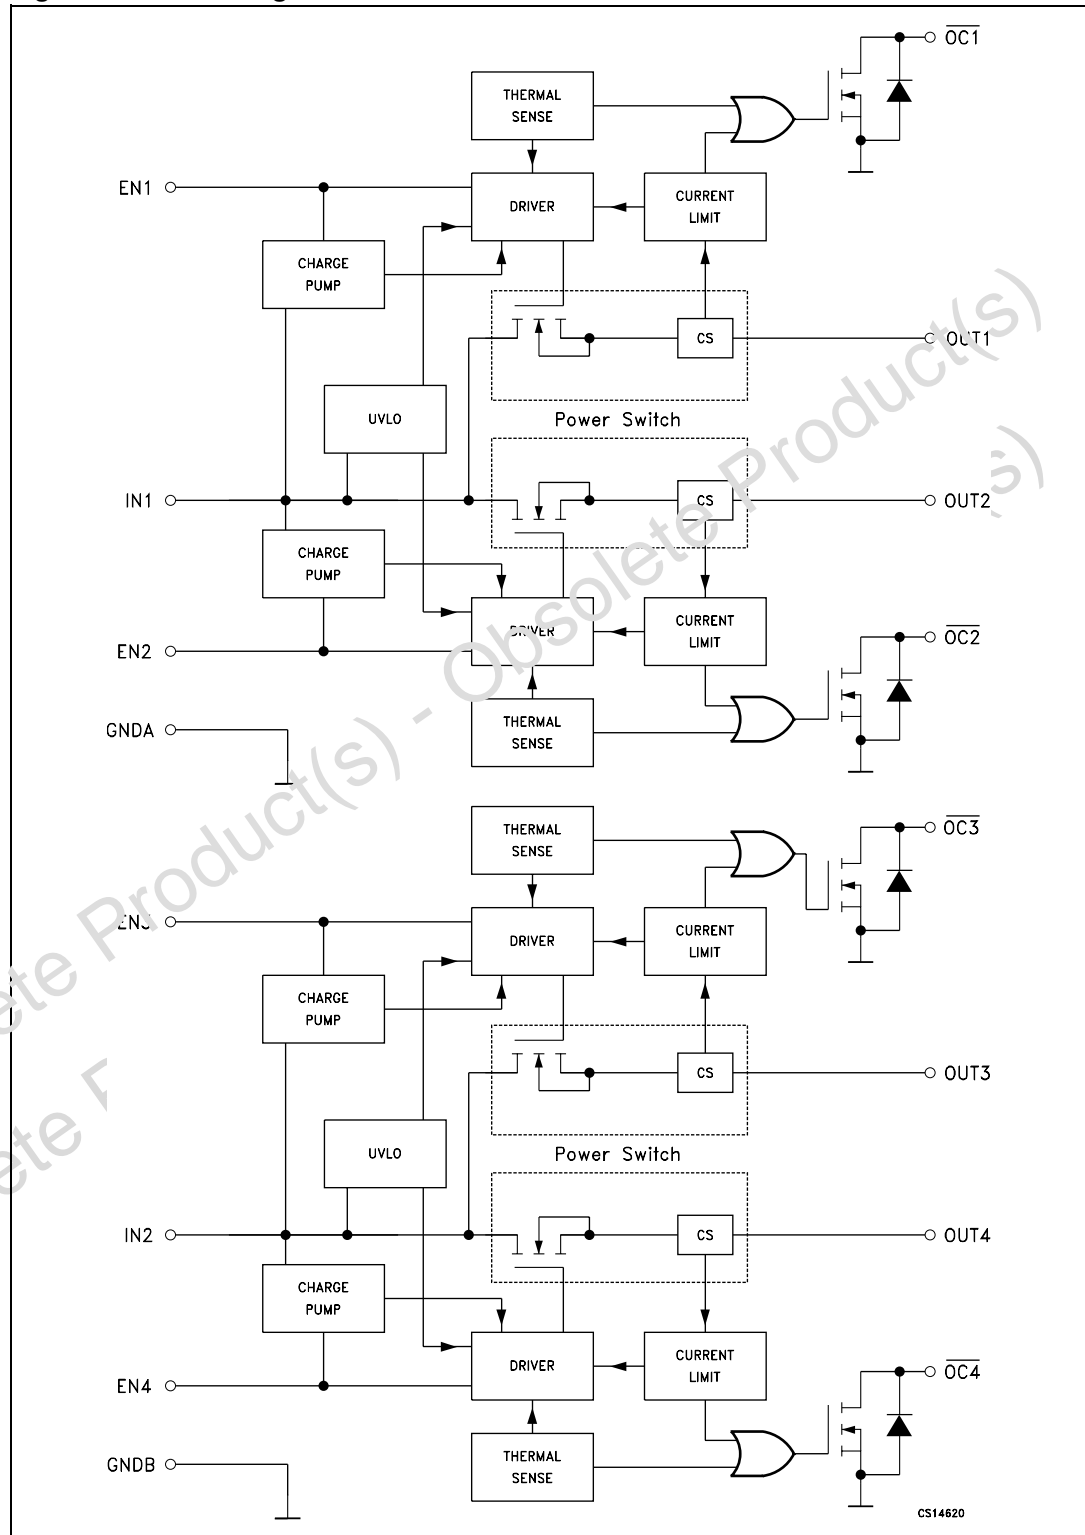 OC1
THERMAL
SENSE
EN1
DRIVER
CURRENT
LIMIT
CHARGE
PUMP
CS
OUT1
UVLO
Power Switch
IN1
CS
OUT2
CHARGE
PUMP
DRIVER
CURRENT
LIMIT
EN2
OC2
THERMAL
SENSE
GNDA
Obsolete Product(s) - Obsolete Product(s)
THERMAL
SENSE
OC3
EN3
DRIVER
CURRENT
LIMIT
CHARGE
PUMP
CS
OUT3
UVLO
Power Switch
IN2
CS
OUT4
CHARGE
PUMP
DRIVER
CURRENT
LIMIT
EN4
OC4
THERMAL
SENSE
GNDB
CS14620